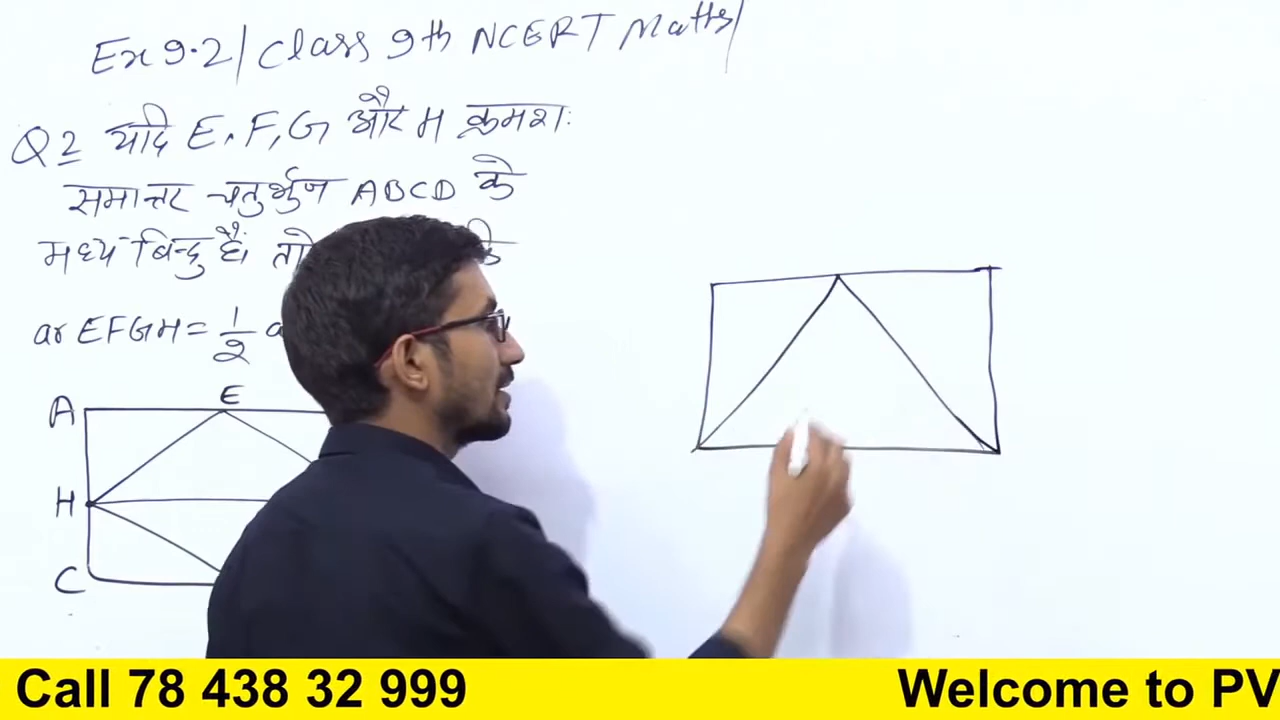 Ex 9.2/ Class 9th NCERT Maths/
Q2 यदि E, F, G और H क्रमशः
समान्तर चतुर्भुज ABCD के
मध्य बिन्दु है। तो
ar EFGH = 1/2 a
A E
H
C
Call 78 438 32 999 Welcome to PV